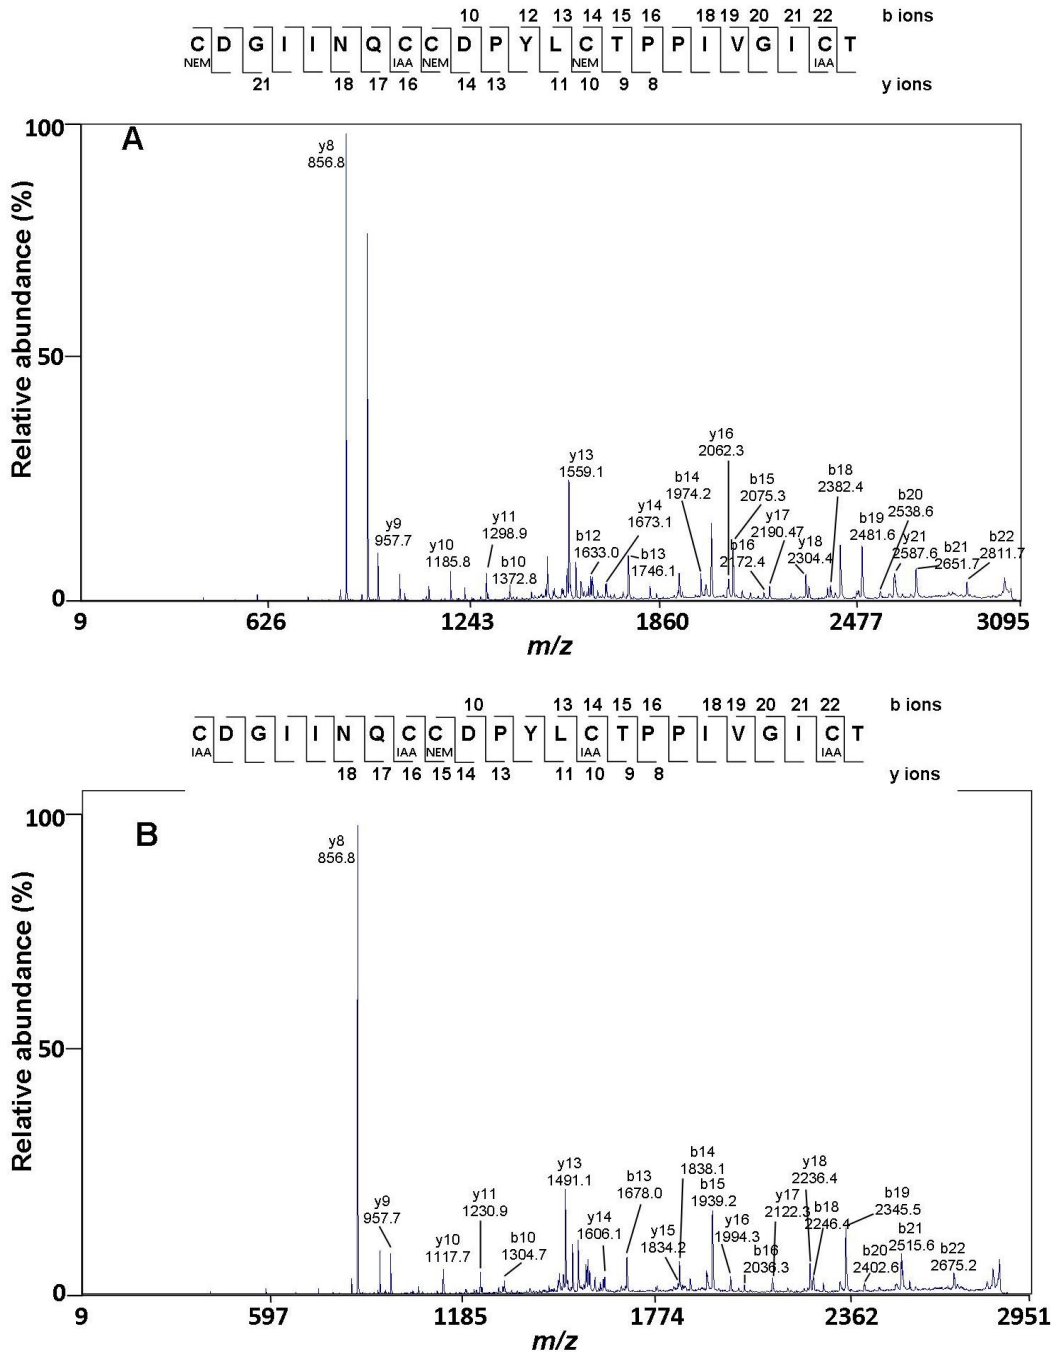 10 12 13 14 15 16 18 19 20 21 22 b ions
C D G I I N Q C C D P Y L C T P P I V G I C T
NEM IAA NEM NEM IAA
21 18 17 16 14 13 11 10 9 8 y ions
A
Relative abundance (%)
100
50
0
y8
856.8
y9
957.7
y10
1185.8
y11
1298.9
b10
1372.8
y13
1559.1
b12
1633.0
y14
1673.1
b13
1746.1
b14
1974.2
y16
2062.3
b15
2075.3
b16
2172.4
y17
2190.47
y18
2304.4
b18
2382.4
b19
2481.6
b20
2538.6
y21
2587.6
b21
2651.7
b22
2811.7
9 626 1243 1860 2477 3095
m/z
10 13 14 15 16 18 19 20 21 22 b ions
C D G I I N Q C C D P Y L C T P P I V G I C T
IAA IAA NEM IAA IAA
18 17 16 15 14 13 11 10 9 8 y ions
B
Relative abundance (%)
100
50
0
y8
856.8
y9
957.7
y10
1117.7
y11
1230.9
b10
1304.7
y13
1491.1
y14
1606.1
b13
1678.0
y15
1834.2
b14
1838.1
b15
1939.2
y16
1994.3
b16
2036.3
y17
2122.3
y18
2236.4
b18
2246.4
b19
2345.5
b20
2402.6
b21
2515.6
b22
2675.2
9 597 1185 1774 2362 2951
m/z